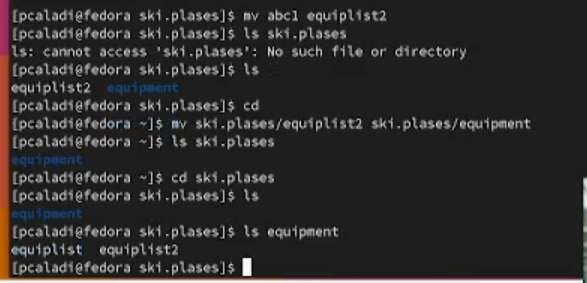 [pcaladi@fedora ski.plases]$ mv abc1 equiplist2
[pcaladi@fedora ski.plases]$ ls ski.plases
ls: cannot access 'ski.plases': No such file or directory
[pcaladi@fedora ski.plases]$ ls
equiplist2 equipment
[pcaladi@fedora ski.plases]$ cd
[pcaladi@fedora ~]$ mv ski.plases/equiplist2 ski.plases/equipment
[pcaladi@fedora ~]$ ls ski.plases
equipment
[pcaladi@fedora ~]$ cd ski.plases
[pcaladi@fedora ski.plases]$ ls
equipment
[pcaladi@fedora ski.plases]$ ls equipment
equiplist equiplist2
[pcaladi@fedora ski.plases]$